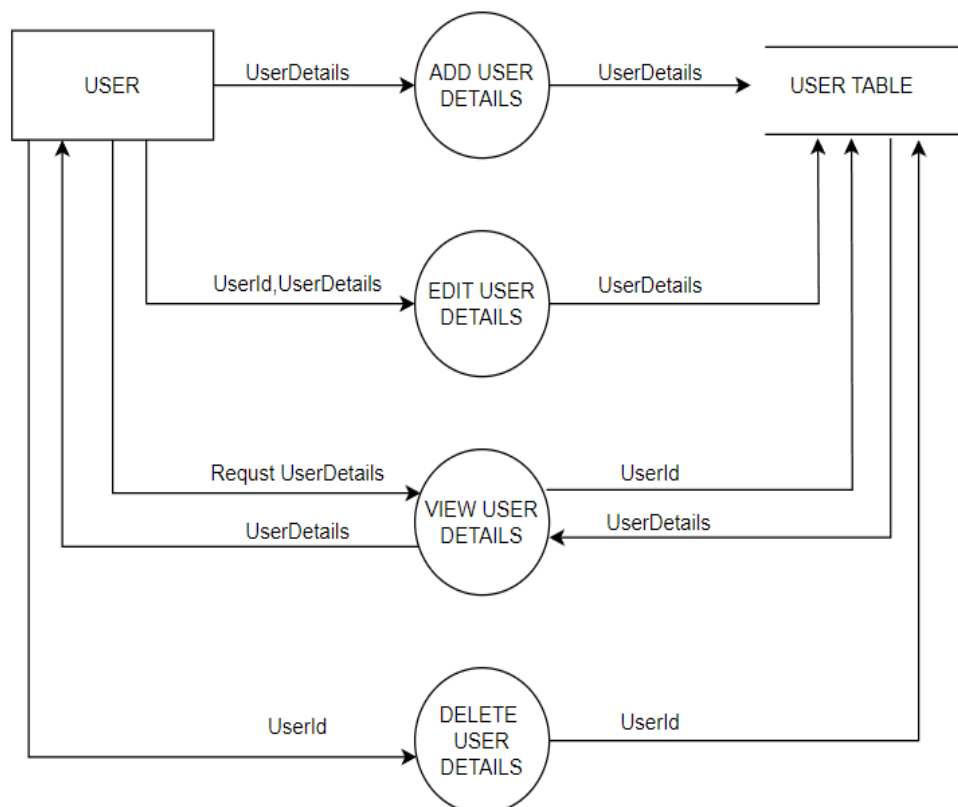 USER
UserDetails
ADD USER
DETAILS
UserDetails
USER TABLE
UserId,UserDetails
EDIT USER
DETAILS
UserDetails
Requst UserDetails
UserDetails
VIEW USER
DETAILS
UserId
UserDetails
UserId
DELETE
USER
DETAILS
UserId